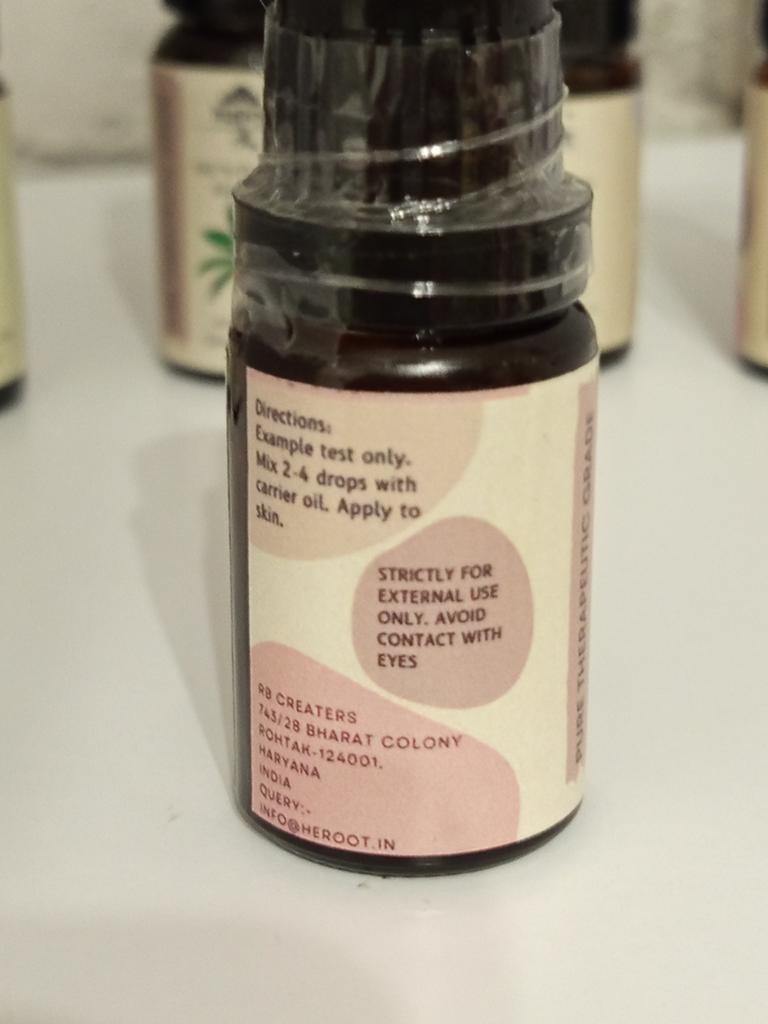 Directions:
Example test only.
Mix 2-4 drops with
carrier oil. Apply to
skin.
STRICTLY FOR
EXTERNAL USE
ONLY. AVOID
CONTACT WITH
EYES
RB CREATERS
743/28 BHARAT COLONY
ROHTAK-124001.
HARYANA
INDIA
QUERY:-
INFO@HEROOT.IN
PURE THERAPEUTIC GRADE